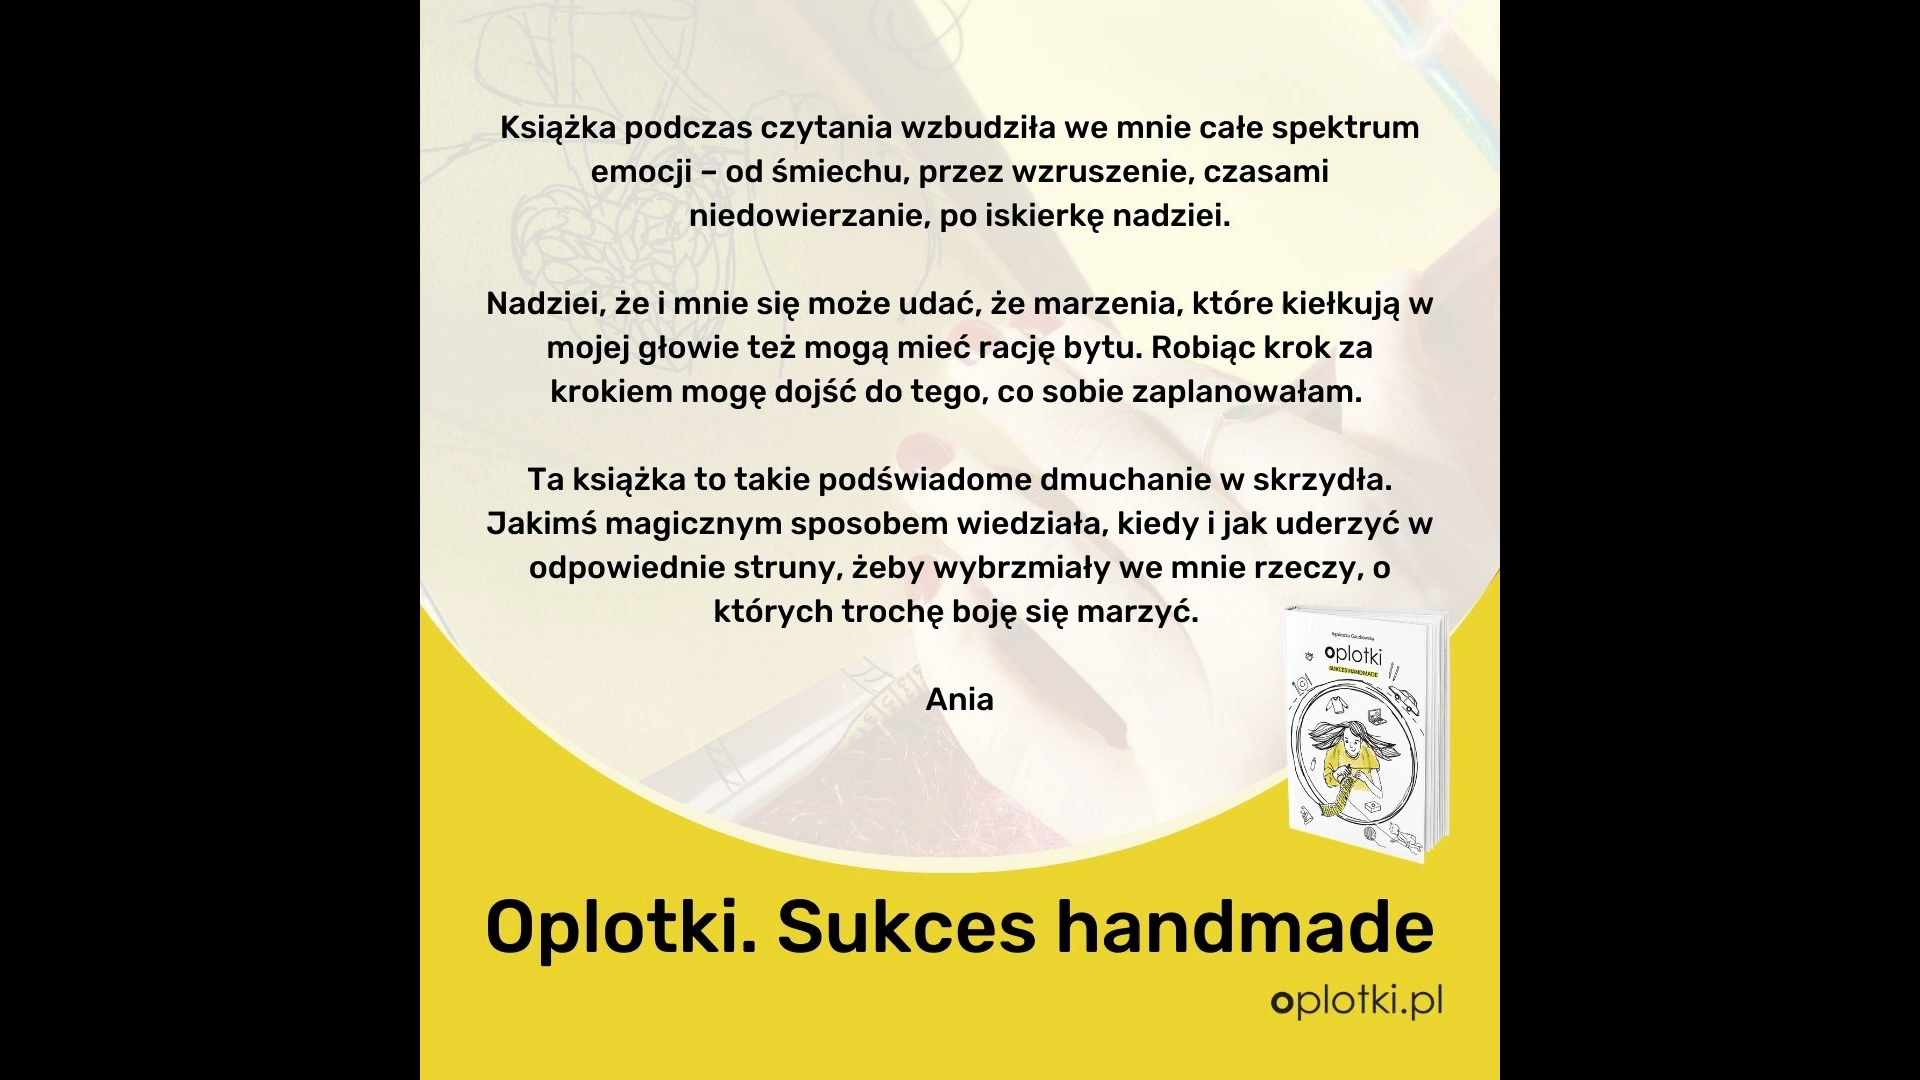 Książka podczas czytania wzbudziła we mnie całe spektrum
emocji – od śmiechu, przez wzruszenie, czasami
niedowierzanie, po iskierkę nadziei.
Nadziei, że i mnie się może udać, że marzenia, które kiełkują w
mojej głowie też mogą mieć rację bytu. Robiąc krok za
krokiem mogę dojść do tego, co sobie zaplanowałam.
Ta książka to takie podświadome dmuchanie w skrzydła.
Jakimś magicznym sposobem wiedziała, kiedy i jak uderzyć w
odpowiednie struny, żeby wybrzmiały we mnie rzeczy, o
których trochę boję się marzyć.
Ania
oplotki
SUKCES HANDMADE
Oplotki. Sukces handmade
oplotki.pl